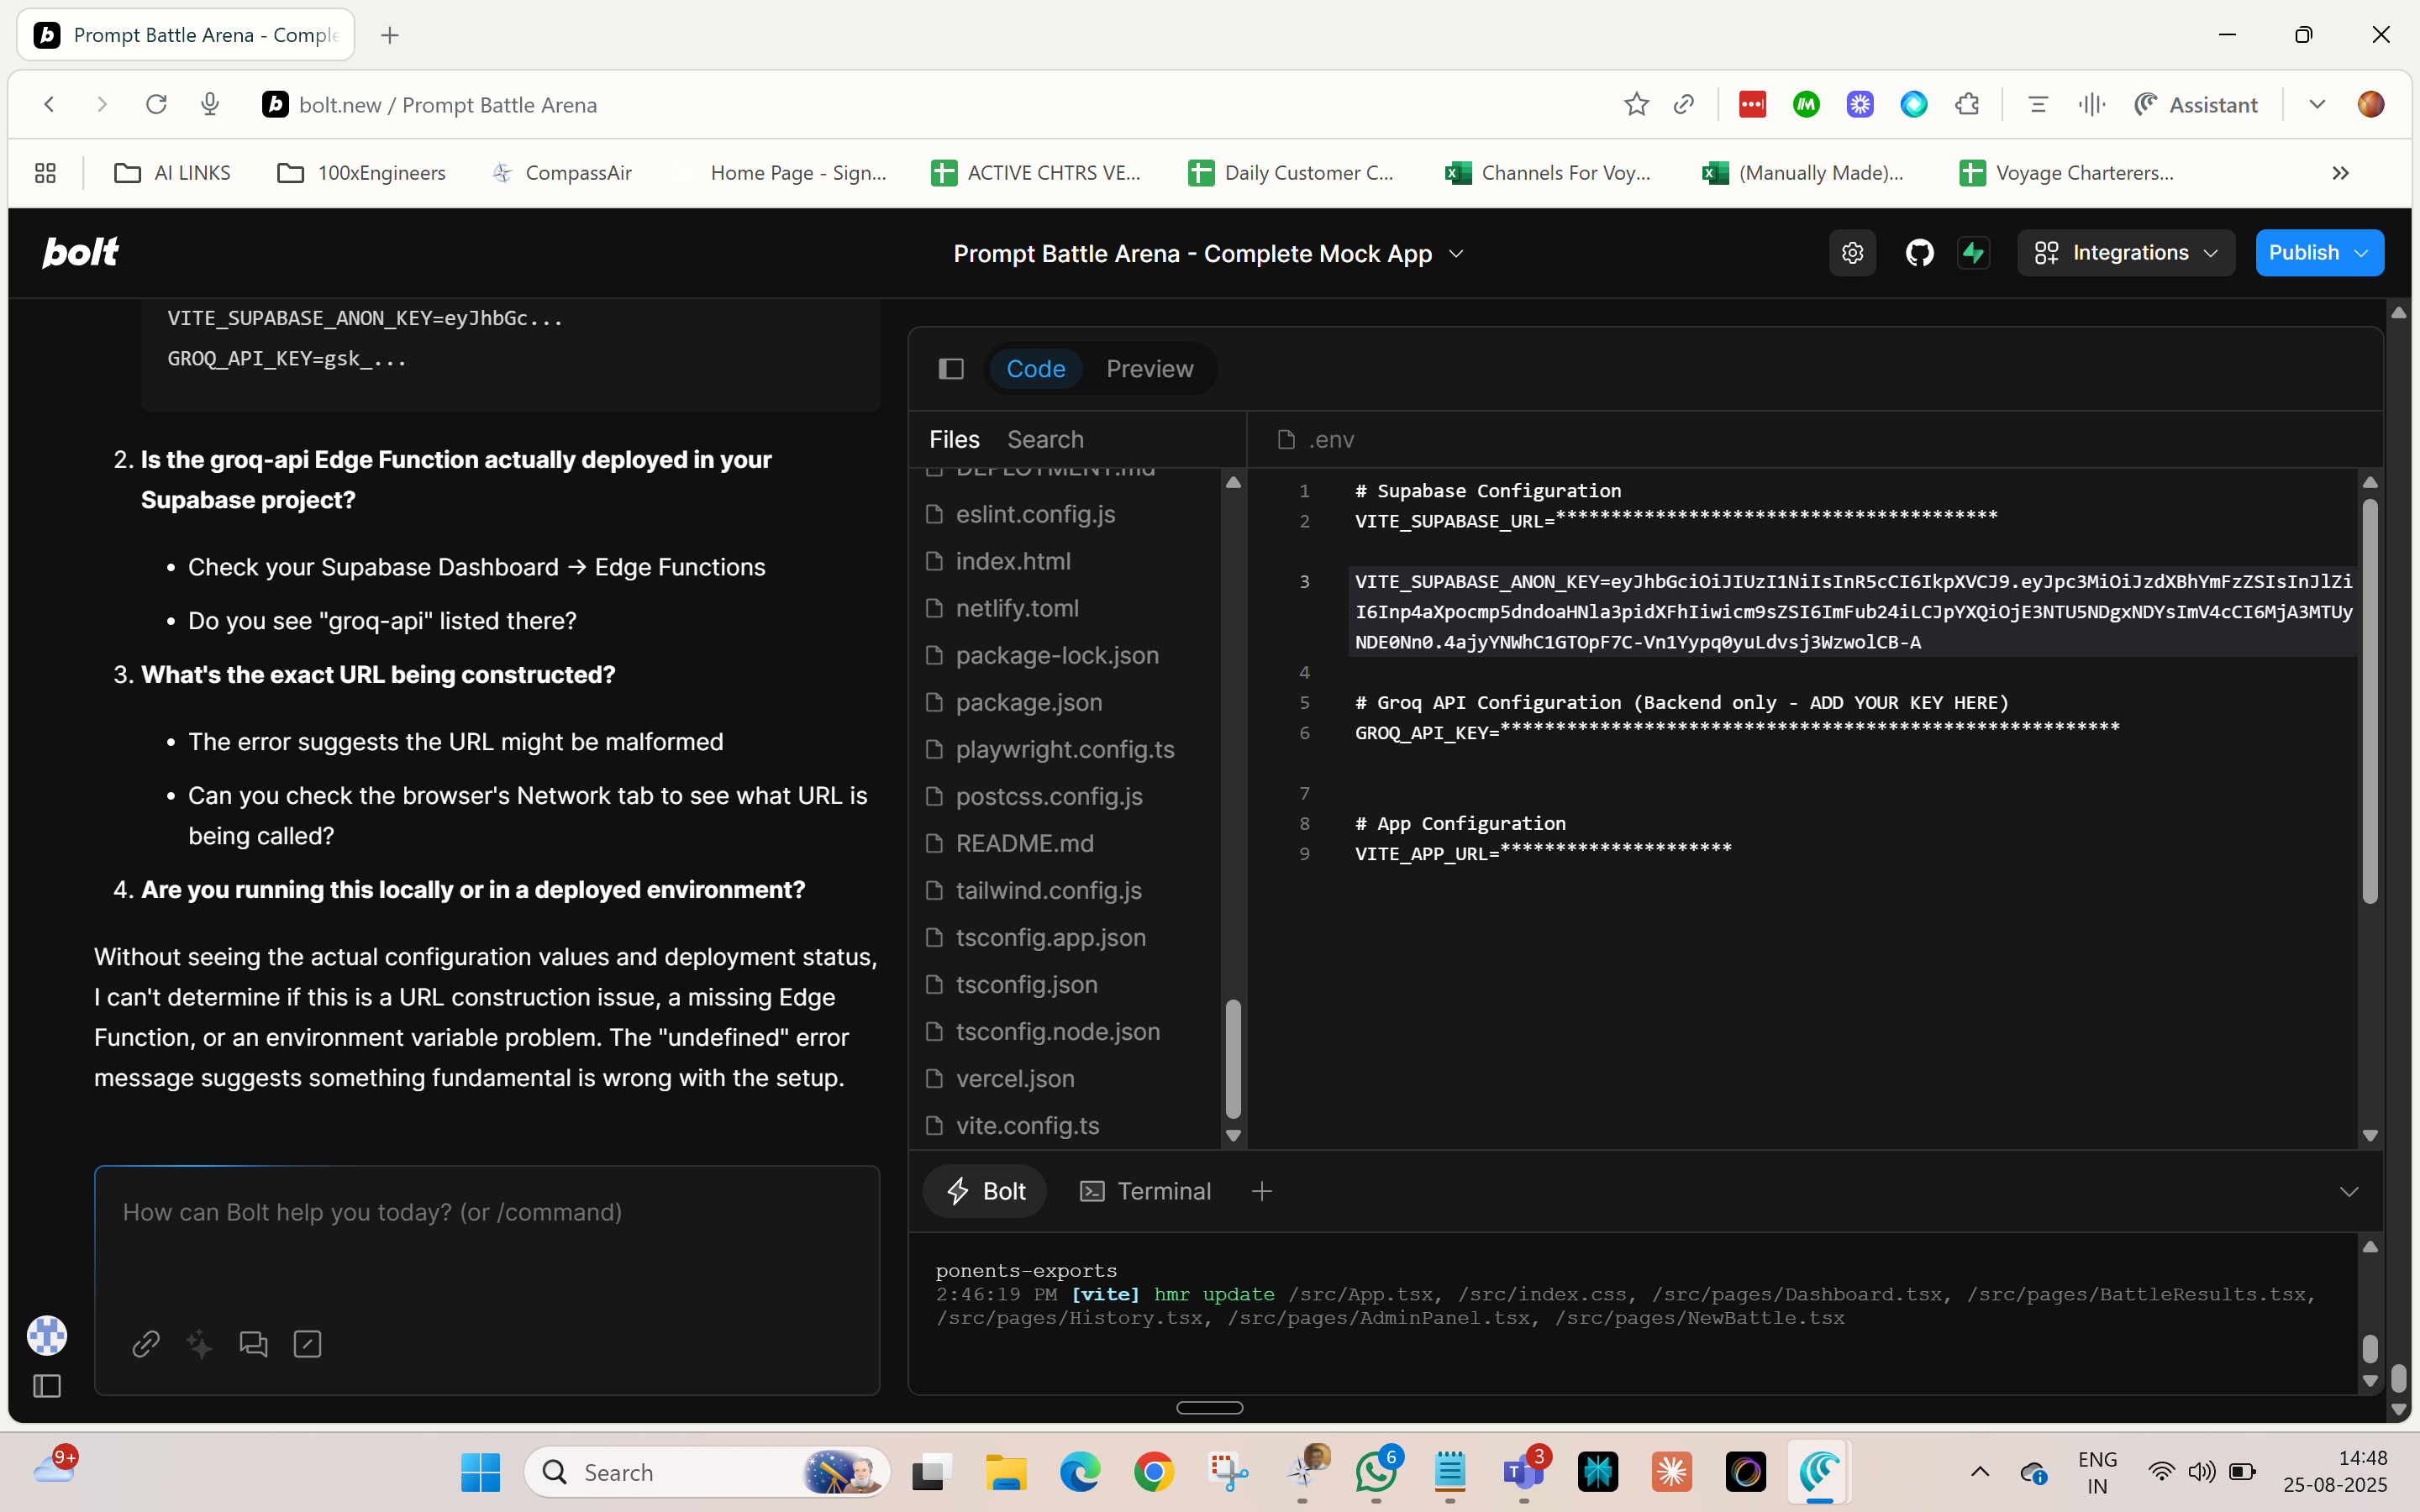 Prompt Battle Arena - Comple
bolt.new / Prompt Battle Arena
Assistant
AI LINKS
100xEngineers
CompassAir
Home Page - Sign...
ACTIVE CHTRS VE...
Daily Customer C...
Channels For Voy...
(Manually Made)...
Voyage Charterers...
bolt
Prompt Battle Arena - Complete Mock App
Integrations
Publish
VITE_SUPABASE_ANON_KEY=eyJhbGc...
GROQ_API_KEY=gsk_...
2. Is the groq-api Edge Function actually deployed in your
Supabase project?
• Check your Supabase Dashboard → Edge Functions
• Do you see "groq-api" listed there?
3. What's the exact URL being constructed?
• The error suggests the URL might be malformed
• Can you check the browser's Network tab to see what URL is
being called?
4. Are you running this locally or in a deployed environment?
Without seeing the actual configuration values and deployment status,
I can't determine if this is a URL construction issue, a missing Edge
Function, or an environment variable problem. The "undefined" error
message suggests something fundamental is wrong with the setup.
How can Bolt help you today? (or /command)
Code Preview
Files Search
DEPLOYMENT.md
eslint.config.js
index.html
netlify.toml
package-lock.json
package.json
playwright.config.ts
postcss.config.js
README.md
tailwind.config.js
tsconfig.app.json
tsconfig.json
tsconfig.node.json
vercel.json
vite.config.ts
.env
1 # Supabase Configuration
2 VITE_SUPABASE_URL=****************************************
3 VITE_SUPABASE_ANON_KEY=eyJhbGciOiJIUzI1NiIsInR5cCI6IkpXVCJ9.eyJpc3MiOiJzdXBhYmFzZSIsInJlZi
I6Inp4aXpocmp5dndoaHNla3pidXFhIiwicm9sZSI6ImFub24iLCJpYXQiOjE3NTU5NDgxNDYsImV4cCI6MjA3MTUy
NDE0Nn0.4ajyYNWhC1GTOpF7C-Vn1Yypq0yuLdvsj3WzwolCB-A
4
5 # Groq API Configuration (Backend only - ADD YOUR KEY HERE)
6 GROQ_API_KEY=********************************************************
7
8 # App Configuration
9 VITE_APP_URL=*********************
Bolt
Terminal
ponents-exports
2:46:19 PM [vite] hmr update /src/App.tsx, /src/index.css, /src/pages/Dashboard.tsx, /src/pages/BattleResults.tsx,
/src/pages/History.tsx, /src/pages/AdminPanel.tsx, /src/pages/NewBattle.tsx
9+
Search
6
3
ENG
IN
14:48
25-08-2025